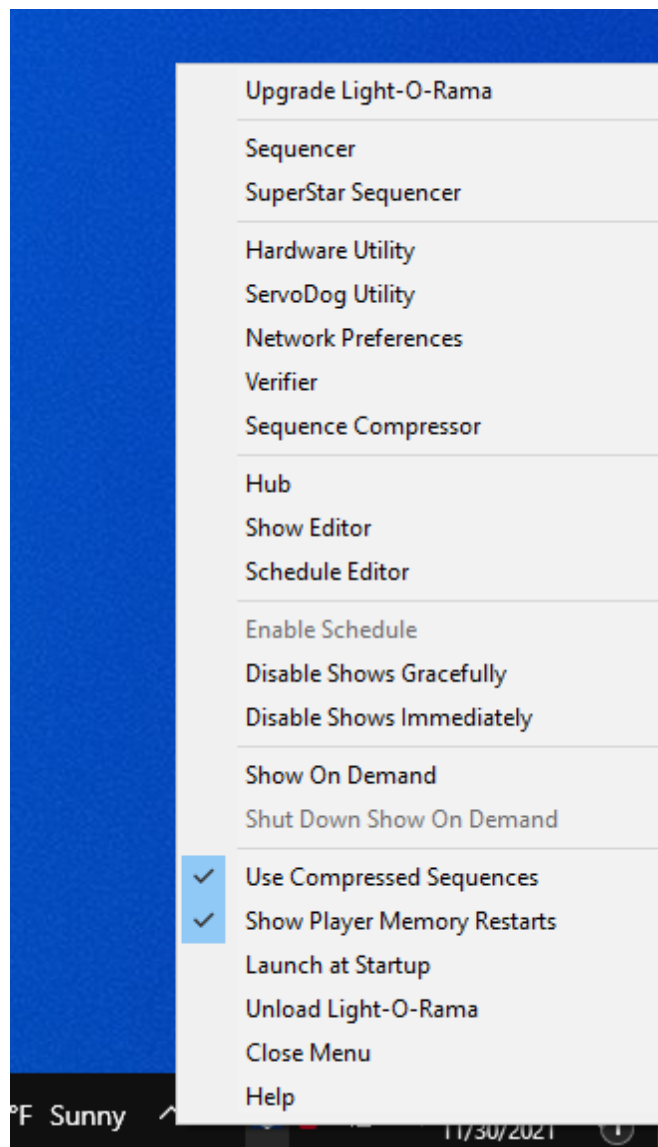 Upgrade Light-O-Rama
Sequencer
SuperStar Sequencer
Hardware Utility
ServoDog Utility
Network Preferences
Verifier
Sequence Compressor
Hub
Show Editor
Schedule Editor
Enable Schedule
Disable Shows Gracefully
Disable Shows Immediately
Show On Demand
Shut Down Show On Demand
Use Compressed Sequences
Show Player Memory Restarts
Launch at Startup
Unload Light-O-Rama
Close Menu
Help
°F Sunny
11/30/2021